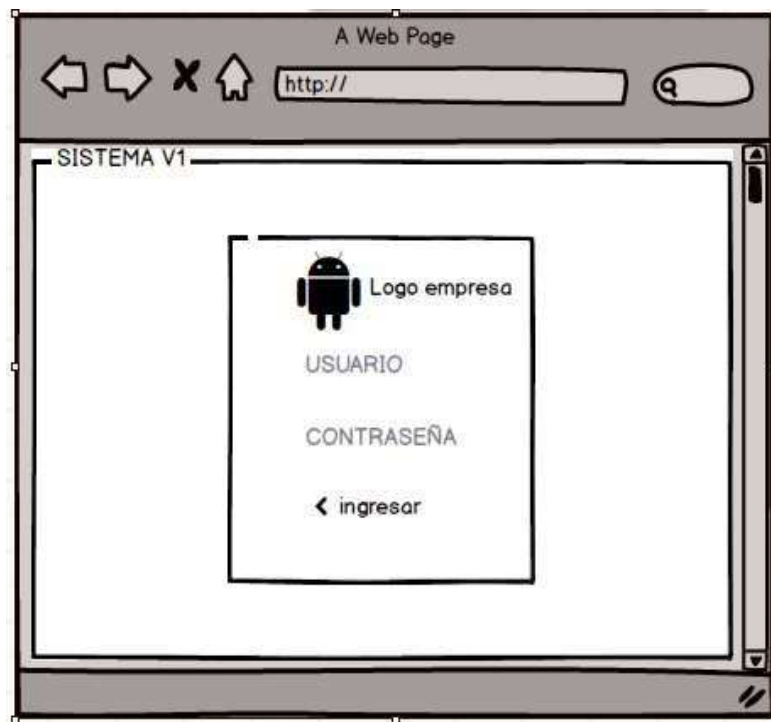 A Web Page
http://
SISTEMA V1
Logo empresa
USUARIO
CONTRASEÑA
ingresar